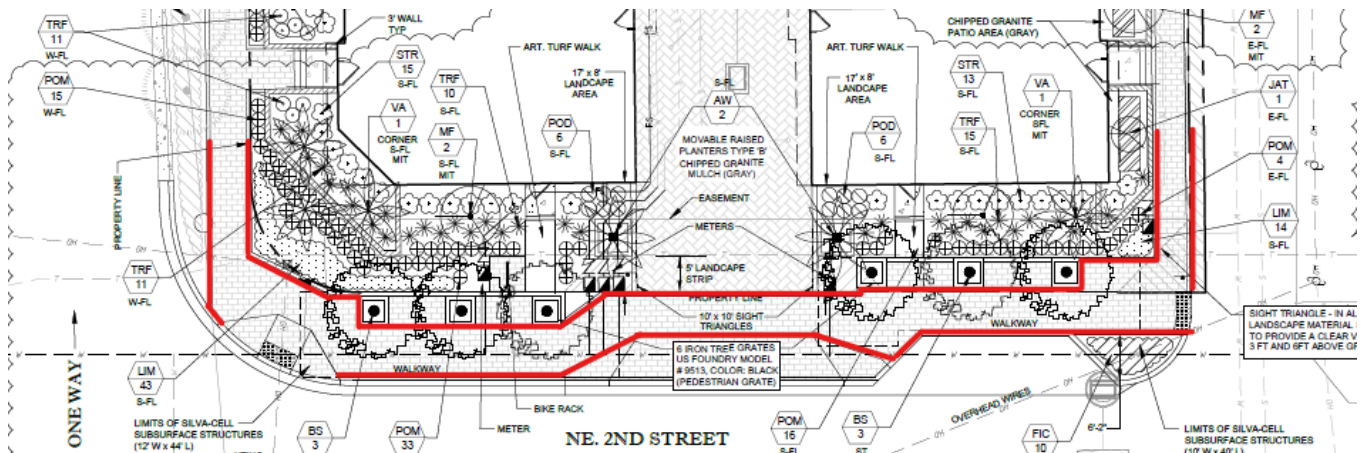 TRF
11
W-FL
POM
15
W-FL
3' WALL
TYP
STR
15
S-FL
TRF
10
S-FL
ART. TURF WALK
17' x 8'
LANDSCAPE
AREA
VA
1
CORNER
S-FL
MIT
MF
2
S-FL
MIT
POD
6
S-FL
S-FL
AW
2
MOVABLE RAISED
PLANTERS TYPE 'B'
CHIPPED GRANITE
MULCH (GRAY)
EASEMENT
METERS
5' LANDSCAPE
STRIP
PROPERTY LINE
10' x 10' SIGHT
TRIANGLES
ART. TURF WALK
17' x 8'
LANDSCAPE
AREA
POD
6
S-FL
CHIPPED GRANITE
PATIO AREA (GRAY)
STR
13
S-FL
TRF
15
S-FL
VA
1
CORNER
SFL
MIT
MF
2
E-FL
MIT
JAT
1
E-FL
POM
4
E-FL
LIM
14
S-FL
PROPERTY LINE
TRF
11
W-FL
LIM
43
S-FL
ONE WAY
WALKWAY
WALKWAY
6 IRON TREE GRATES
US FOUNDRY MODEL
# 9513, COLOR: BLACK
(PEDESTRIAN GRATE)
SIGHT TRIANGLE - IN AL
LANDSCAPE MATERIAL
TO PROVIDE A CLEAR V
3 FT AND 6FT ABOVE GR
LIMITS OF SILVA-CELL
SUBSURFACE STRUCTURES
(12' W x 44' L)
BS
3
POM
33
METER
BIKE RACK
NE. 2ND STREET
POM
16
S-FL
BS
3
ST
OVERHEAD WIRES
FIC
10
6'-2"
LIMITS OF SILVA-CELL
SUBSURFACE STRUCTURES
(10' W x 40' L)